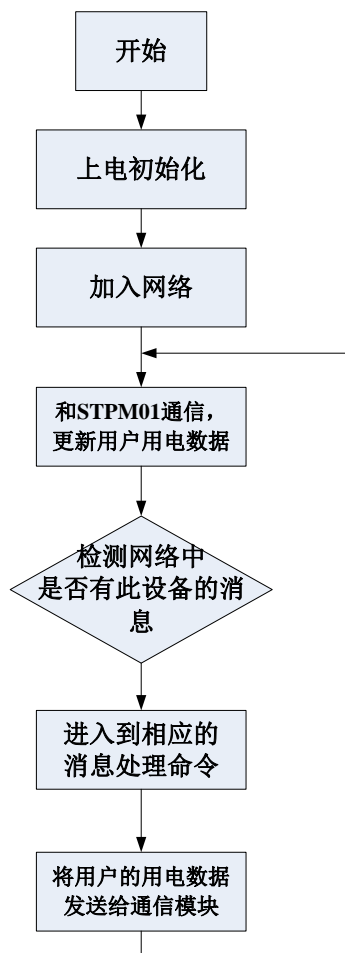 开始
上电初始化
加入网络
和STPM01通信，
更新用户用电数据
检测网络中
是否有此设备的消
息
进入到相应的
消息处理命令
将用户的用电数据
发送给通信模块